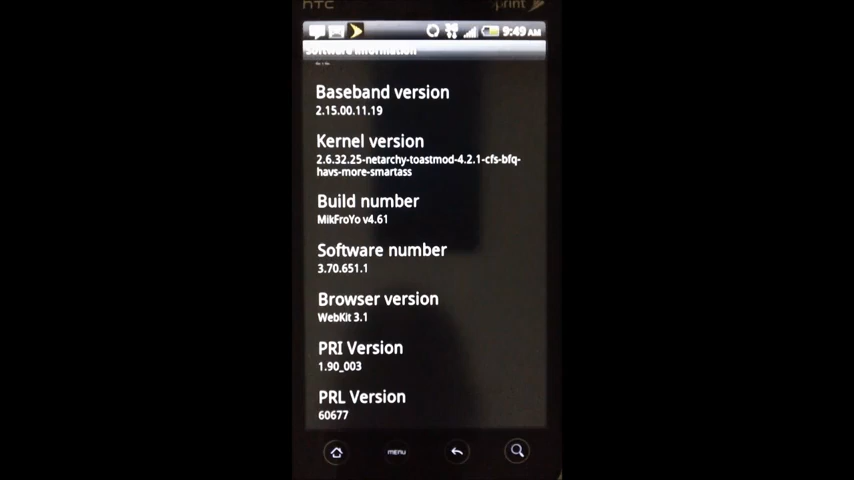 hTC
Sprint
9:49 AM
Software information
Baseband version
2.15.00.11.19
Kernel version
2.6.32.25-netarchy-toastmod-4.2.1-cfs-bfq-
havs-more-smartass
Build number
MikFroYo v4.61
Software number
3.70.651.1
Browser version
WebKit 3.1
PRI Version
1.90_003
PRL Version
60677
MENU